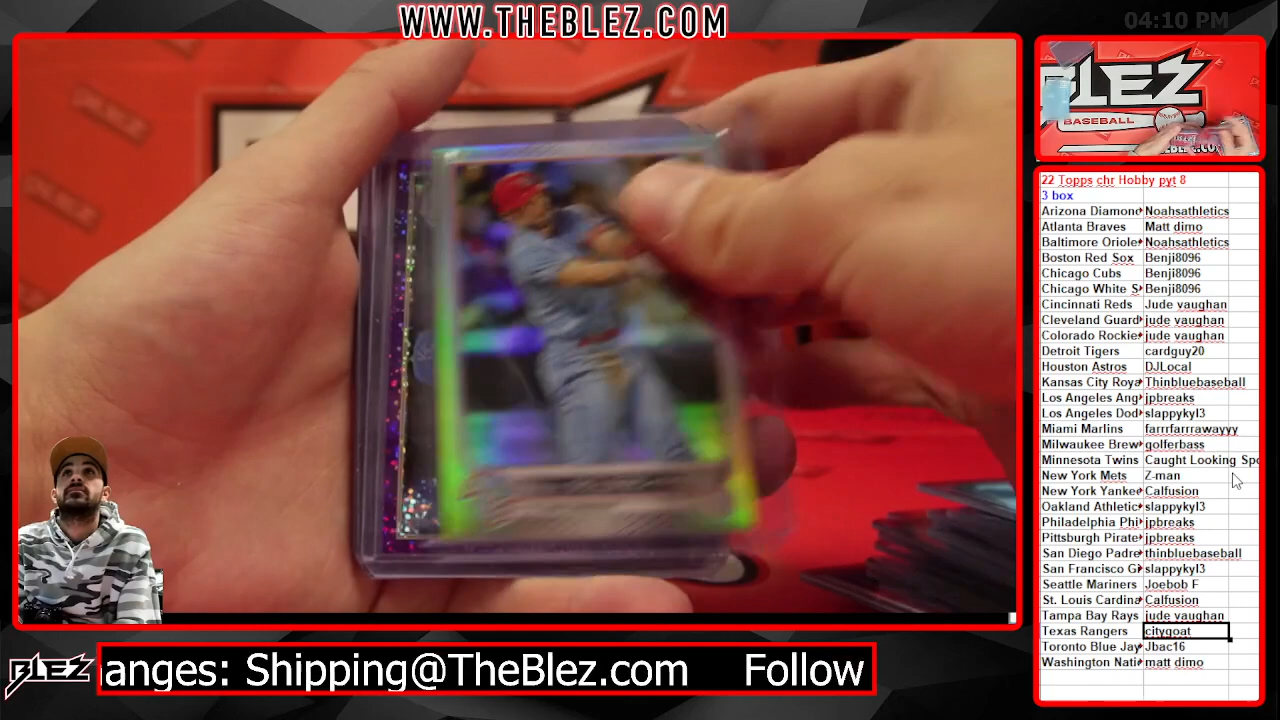 WWW.THEBLEZ.COM
04:10 PM
BLEZ
BASEBALL
22 Topps chr Hobby pyt 8
3 box
Arizona Diamond Noahsathletics
Atlanta Braves Matt dimo
Baltimore Oriole Noahsathletics
Boston Red Sox Benji8096
Chicago Cubs Benji8096
Chicago White S Benji8096
Cincinnati Reds Jude vaughan
Cleveland Guard jude vaughan
Colorado Rockie jude vaughan
Detroit Tigers cardguy20
Houston Astros DJLocal
Kansas City Roya Thinbluebaseball
Los Angeles Ang jpbreaks
Los Angeles Dod slappykyl3
Miami Marlins farrrfarrrawayyy
Milwaukee Brew golferbass
Minnesota Twins Caught Looking Spo
New York Mets Z-man
New York Yankee Calfusion
Oakland Athletic slappykyl3
Philadelphia Phi jpbreaks
Pittsburgh Pirate jpbreaks
San Diego Padre thinbluebaseball
San Francisco Gi slappykyl3
Seattle Mariners Joebob F
St. Louis Cardina Calfusion
Tampa Bay Rays jude vaughan
Texas Rangers citygoat
Toronto Blue Jay Jbac16
Washington Nati matt dimo
BLEZ
anges: Shipping@TheBlez.com Follow